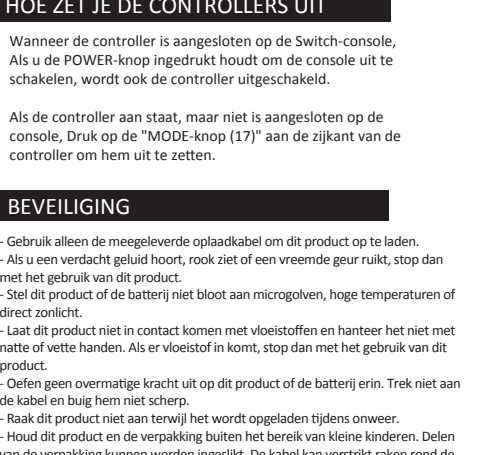 HOE ZET JE DE CONTROLLERS UIT
Wanneer de controller is aangesloten op de Switch-console,
Als u de POWER-knop ingedrukt houdt om de console uit te
schakelen, wordt ook de controller uitgeschakeld.
Als de controller aan staat, maar niet is aangesloten op de
console, Druk op de "MODE-knop (17)" aan de zijkant van de
controller om hem uit te zetten.
BEVEILIGING
- Gebruik alleen de meegeleverde oplaadkabel om dit product op te laden.
- Als u een verdacht geluid hoort, rook ziet of een vreemde geur ruikt, stop dan
met het gebruik van dit product.
- Stel dit product of de batterij niet bloot aan microgolven, hoge temperaturen of
direct zonlicht.
- Laat dit product niet in contact komen met vloeistoffen en hanteer het niet met
natte of vette handen. Als er vloeistof in komt, stop dan met het gebruik van dit
product.
- Oefen geen overmatige kracht uit op dit product of de batterij erin. Trek niet aan
de kabel en buig hem niet scherp.
- Raak dit product niet aan terwijl het wordt opgeladen tijdens onweer.
- Houd dit product en de verpakking buiten het bereik van kleine kinderen. Delen
van de verpakking kunnen worden ingeslikt. De kabel kan verstrikt raken rond de